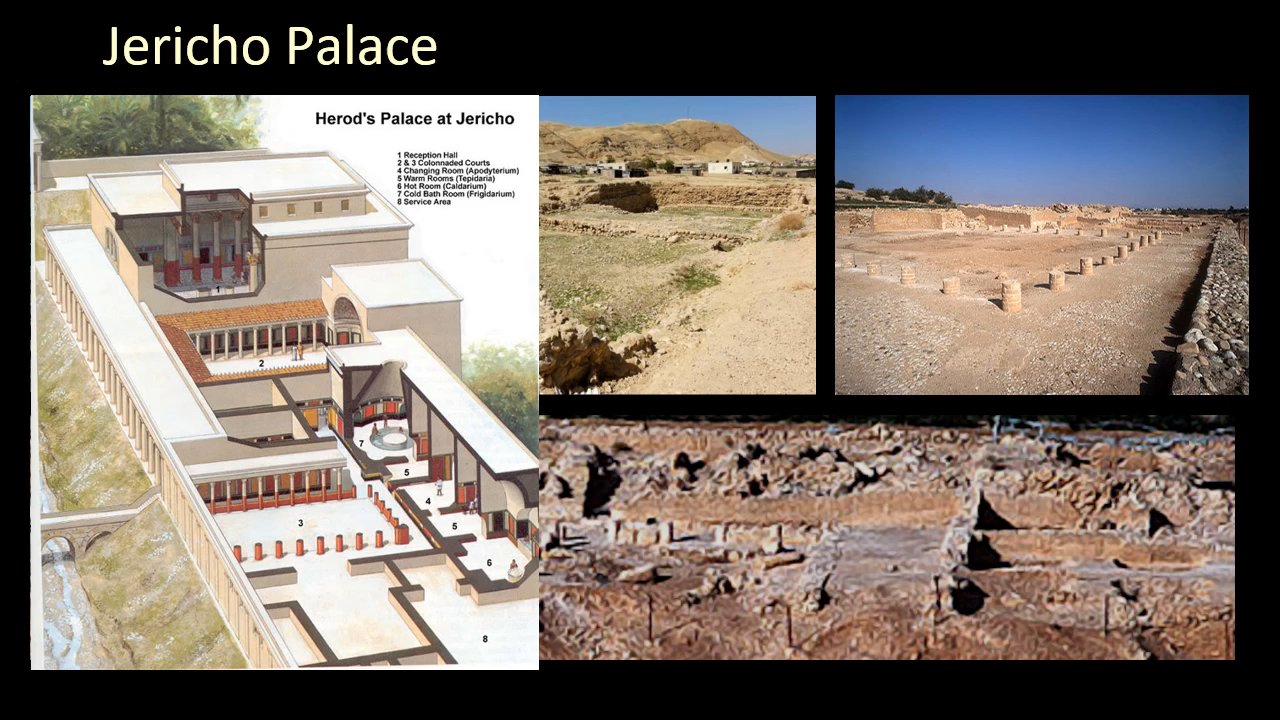 Jericho Palace
Herod's Palace at Jericho
1 Reception Hall
2 & 3 Colonnaded Courts
4 Changing Room (Apodyterium)
5 Warm Rooms (Tepidaria)
6 Hot Room (Caldarium)
7 Cold Bath Room (Frigidarium)
8 Service Area
1
2
7
5
4
3
5
6
8